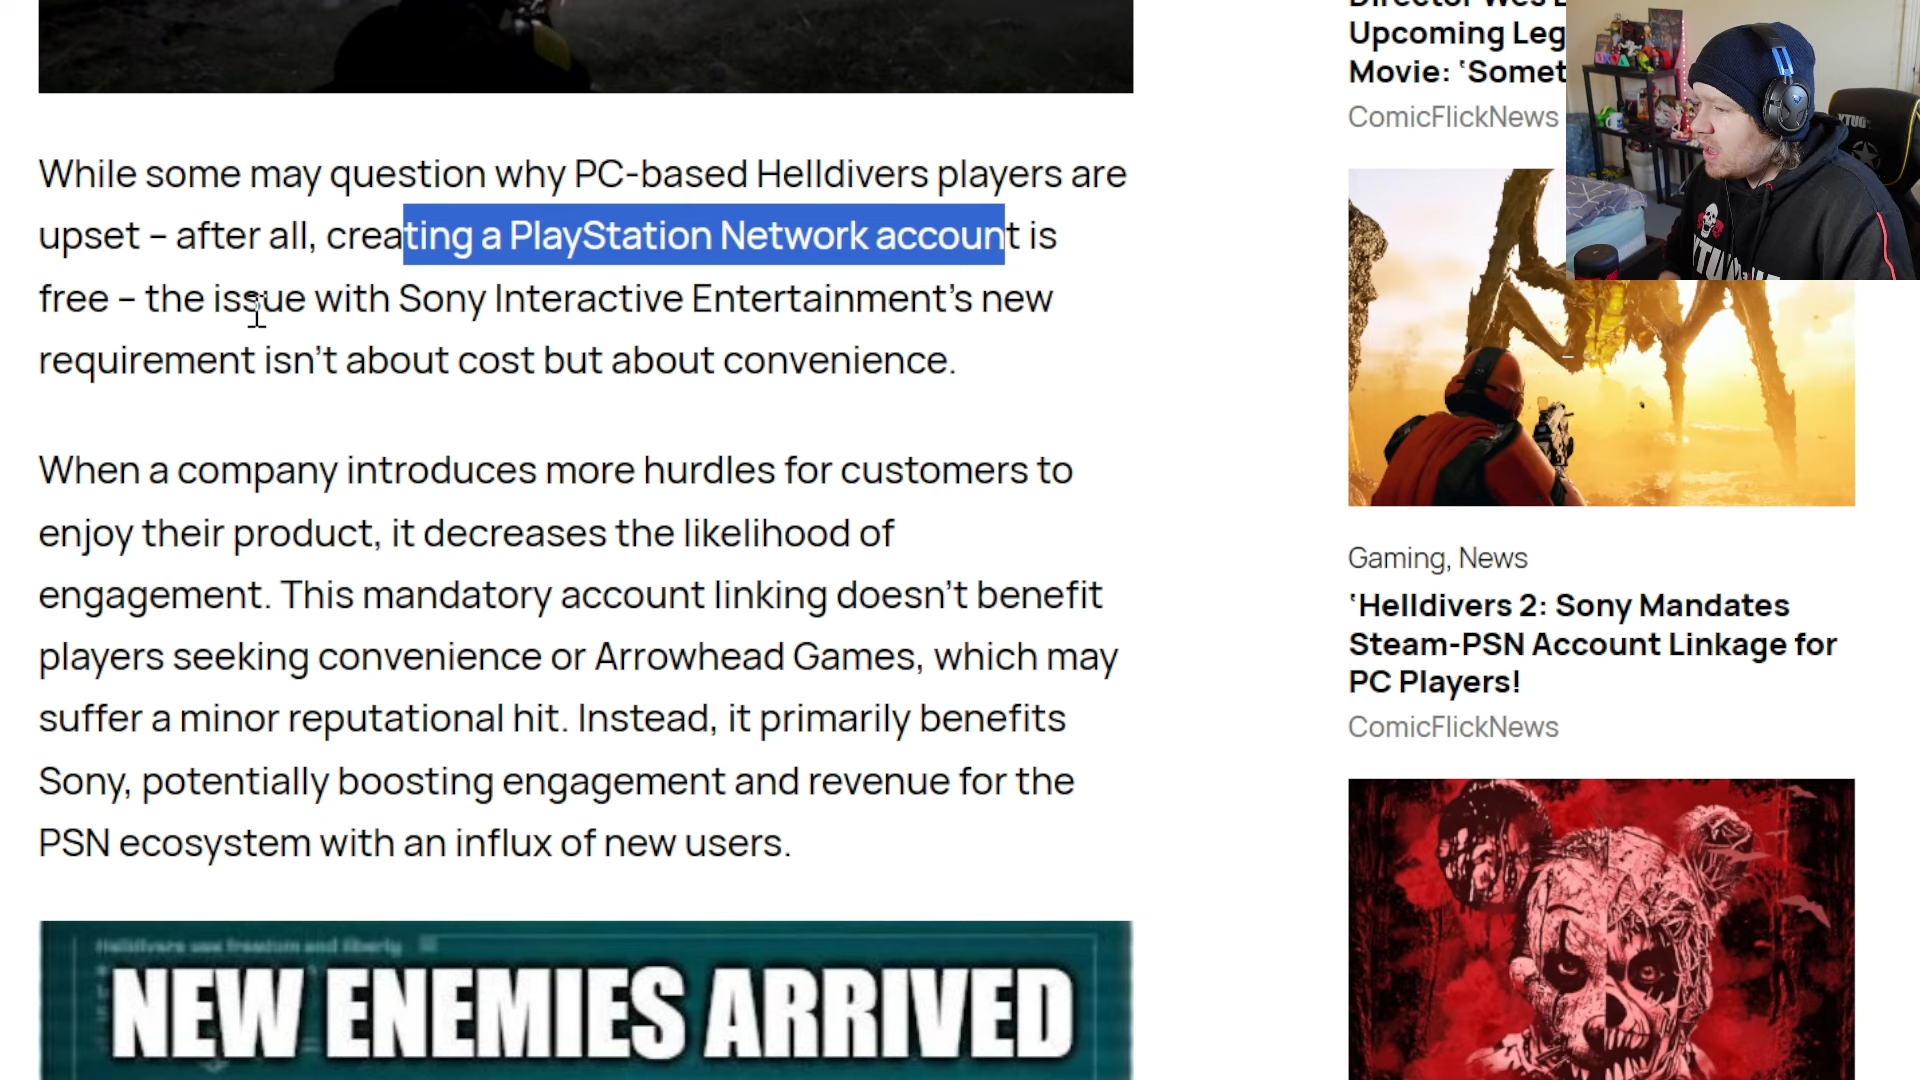 While some may question why PC-based Helldivers players are
upset – after all, creating a PlayStation Network account is
free – the issue with Sony Interactive Entertainment's new
requirement isn't about cost but about convenience.
When a company introduces more hurdles for customers to
enjoy their product, it decreases the likelihood of
engagement. This mandatory account linking doesn't benefit
players seeking convenience or Arrowhead Games, which may
suffer a minor reputational hit. Instead, it primarily benefits
Sony, potentially boosting engagement and revenue for the
PSN ecosystem with an influx of new users.
Helldivers use freedom and liberty
NEW ENEMIES ARRIVED
Upcoming Leg
Movie: 'Somet
ComicFlickNews
Gaming, News
'Helldivers 2: Sony Mandates
Steam-PSN Account Linkage for
PC Players!
ComicFlickNews